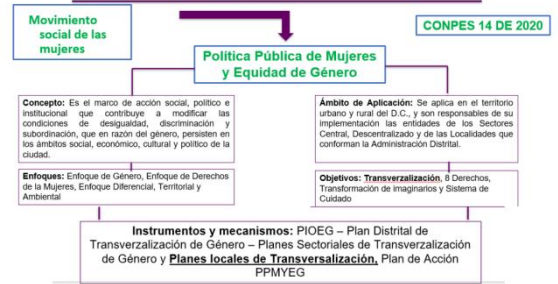 Movimiento
social de las
mujeres
CONPES 14 DE 2020
Política Pública de Mujeres
y Equidad de Género
Concepto: Es el marco de acción social, político e
institucional que contribuye a modificar las
condiciones de desigualdad, discriminación y
subordinación, que en razón del género, persisten en
los ámbitos social, económico, cultural y político de la
ciudad.
Ámbito de Aplicación: Se aplica en el territorio
urbano y rural del D.C., y son responsables de su
implementación las entidades de los Sectores
Central, Descentralizado y de las Localidades que
conforman la Administración Distrital.
Enfoques: Enfoque de Género, Enfoque de Derechos
de la Mujeres, Enfoque Diferencial, Territorial y
Ambiental
Objetivos: Transverzalización, 8 Derechos,
Transformación de imaginarios y Sistema de
Cuidado
Instrumentos y mecanismos: PIOEG – Plan Distrital de
Transverzalización de Género – Planes Sectoriales de Transverzalización
de Género y Planes locales de Transversalización, Plan de Acción
PPMYEG